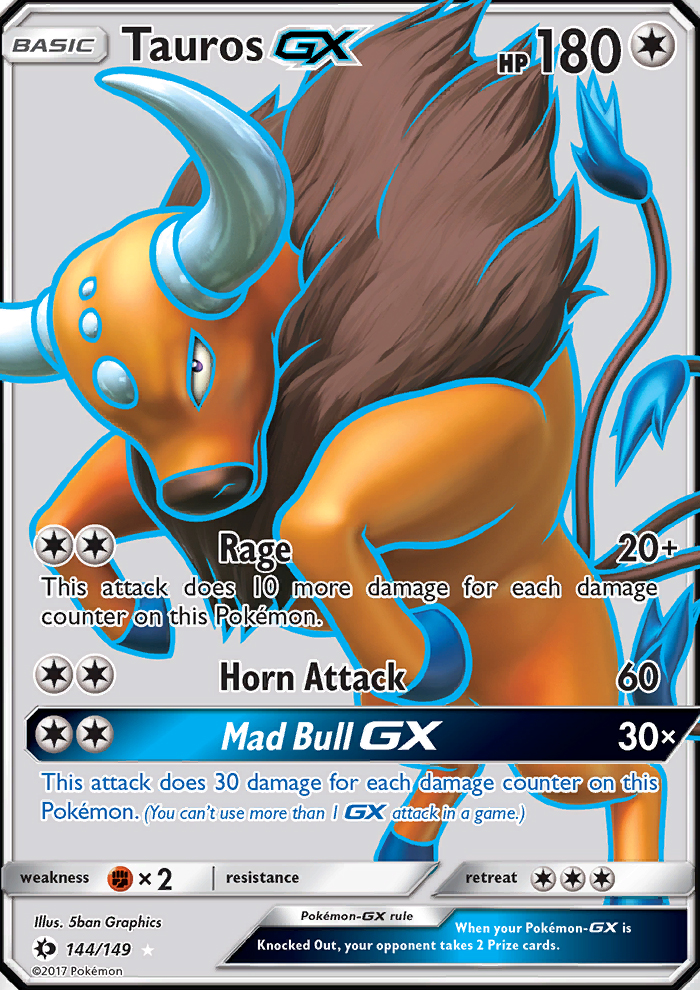 BASIC Tauros GX HP 180
Rage 20+
This attack does 10 more damage for each damage
counter on this Pokémon.
Horn Attack 60
Mad Bull GX 30×
This attack does 30 damage for each damage counter on this
Pokémon. (You can't use more than 1 GX attack in a game.)
weakness ×2 resistance retreat
Illus. 5ban Graphics
144/149
©2017 Pokémon
Pokémon-GX rule
When your Pokémon-GX is
Knocked Out, your opponent takes 2 Prize cards.